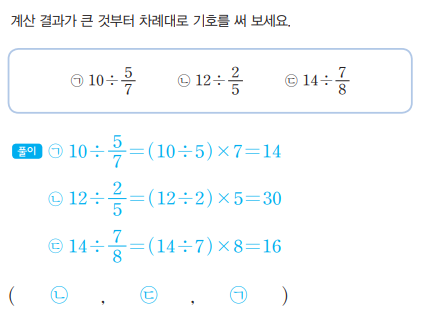 계산 결과가 큰 것부터 차례대로 기호를 써 보세요.
㉠ 10÷5/7 ㉡ 12÷2/5 ㉢ 14÷7/8
풀이 ㉠ 10÷5/7=(10÷5)×7=14
㉡ 12÷2/5=(12÷2)×5=30
㉢ 14÷7/8=(14÷7)×8=16
( ㉡ , ㉢ , ㉠ )